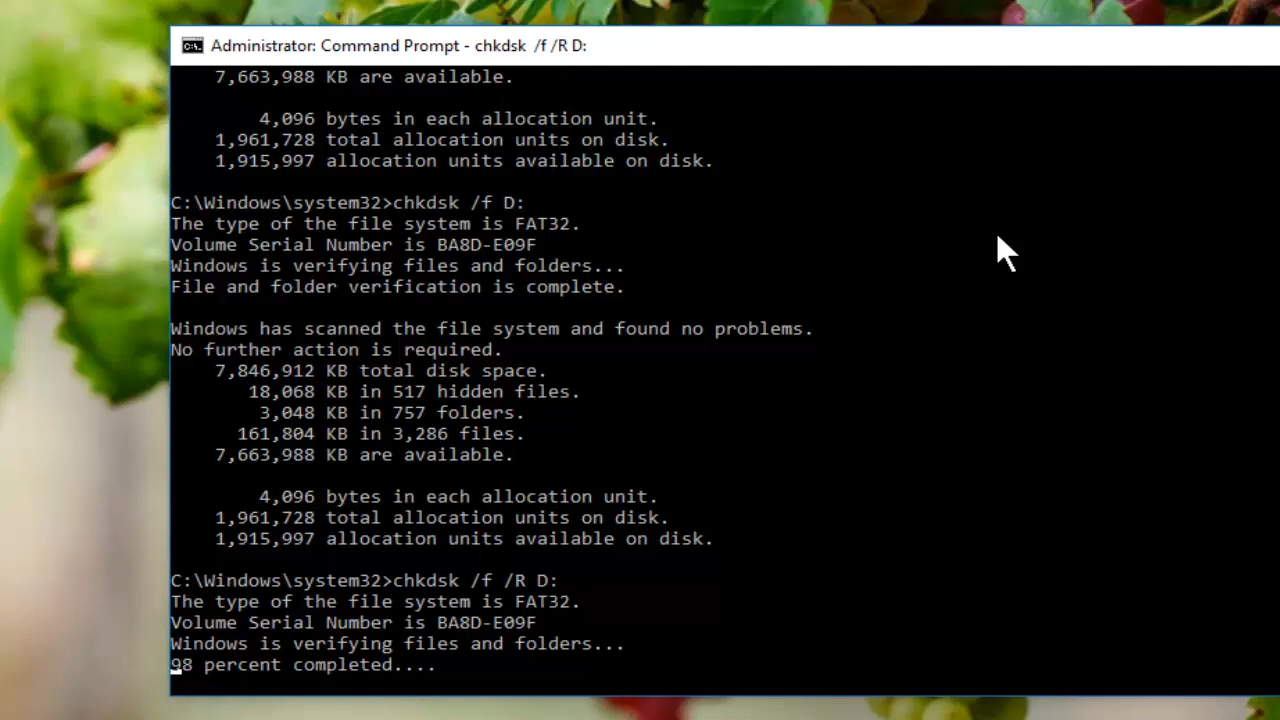 Administrator: Command Prompt - chkdsk /f /R D:
7,663,988 KB are available.
4,096 bytes in each allocation unit.
1,961,728 total allocation units on disk.
1,915,997 allocation units available on disk.
C:\Windows\system32>chkdsk /f D:
The type of the file system is FAT32.
Volume Serial Number is BA8D-E09F
Windows is verifying files and folders...
File and folder verification is complete.
Windows has scanned the file system and found no problems.
No further action is required.
7,846,912 KB total disk space.
18,068 KB in 517 hidden files.
3,048 KB in 757 folders.
161,804 KB in 3,286 files.
7,663,988 KB are available.
4,096 bytes in each allocation unit.
1,961,728 total allocation units on disk.
1,915,997 allocation units available on disk.
C:\Windows\system32>chkdsk /f /R D:
The type of the file system is FAT32.
Volume Serial Number is BA8D-E09F
Windows is verifying files and folders...
98 percent completed....